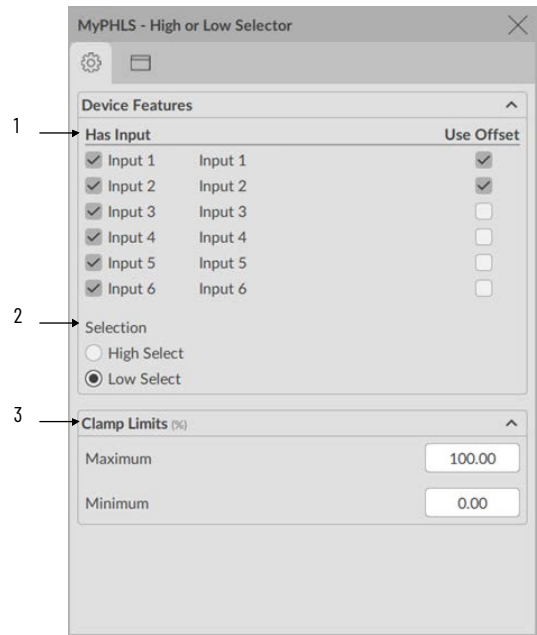 MyPHLS - High or Low Selector
Device Features
1 Has Input Use Offset
Input 1 Input 1
Input 2 Input 2
Input 3 Input 3
Input 4 Input 4
Input 5 Input 5
Input 6 Input 6
2 Selection
High Select
Low Select
3 Clamp Limits (%)
Maximum 100.00
Minimum 0.00